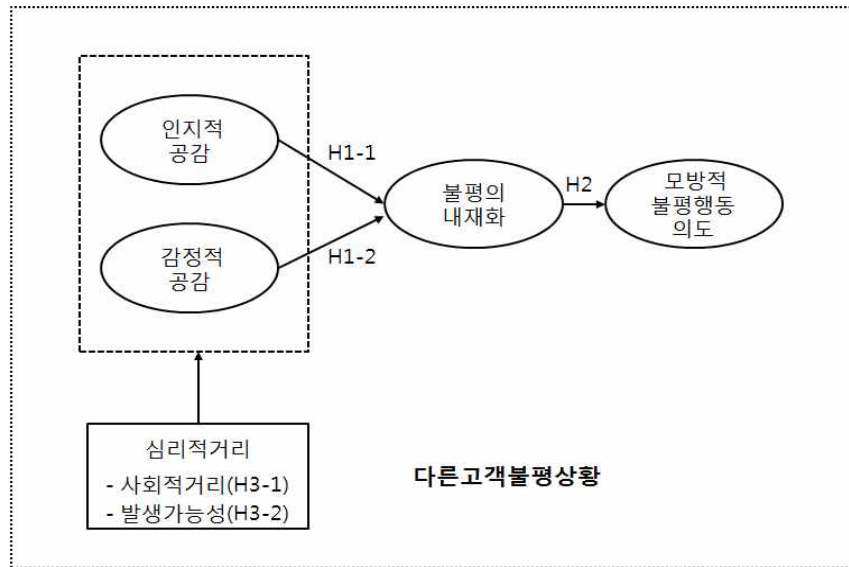 인지적
공감
H1-1
감정적
공감
H1-2
불평의
내재화
H2
모방적
불평행동
의도
심리적거리
- 사회적거리(H3-1)
- 발생가능성(H3-2)
다른고객불평상황